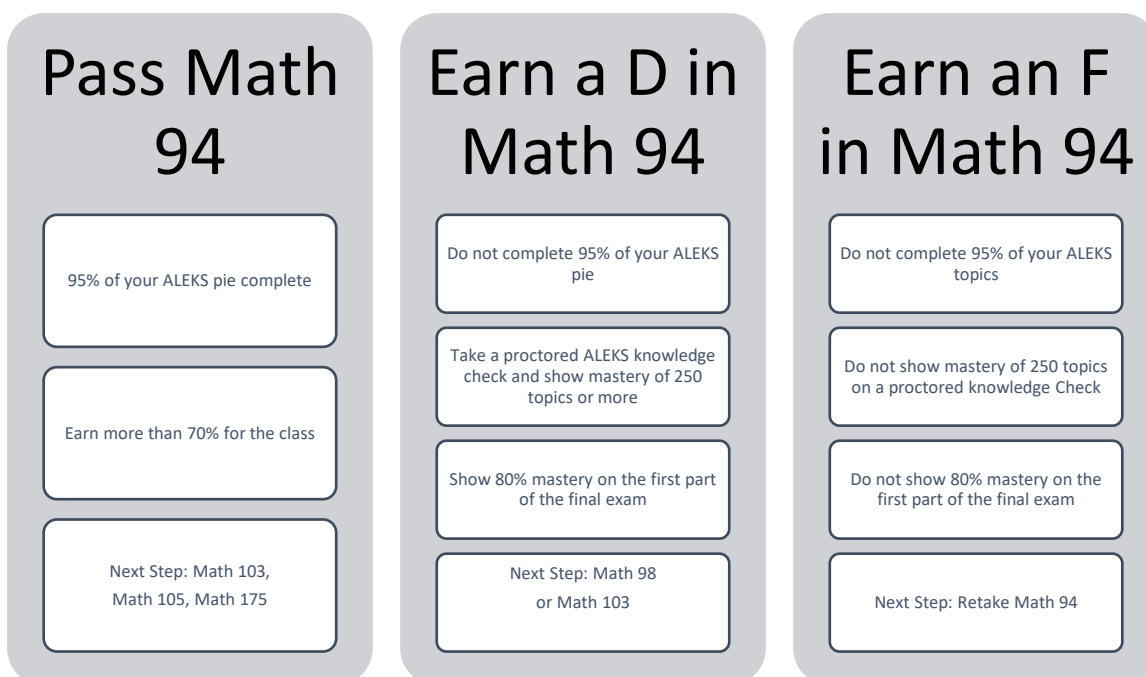 Pass Math
94
95% of your ALEKS pie complete
Earn more than 70% for the class
Next Step: Math 103,
Math 105, Math 175
Earn a D in
Math 94
Do not complete 95% of your ALEKS
pie
Take a proctored ALEKS knowledge
check and show mastery of 250
topics or more
Show 80% mastery on the first part
of the final exam
Next Step: Math 98
or Math 103
Earn an F
in Math 94
Do not complete 95% of your ALEKS
topics
Do not show mastery of 250 topics
on a proctored knowledge Check
Do not show 80% mastery on the
first part of the final exam
Next Step: Retake Math 94